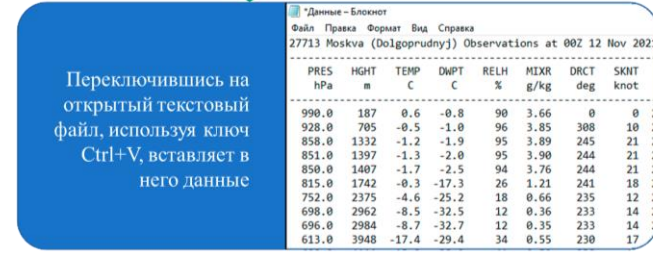 Переключившись на
открытый текстовый
файл, используя ключ
Ctrl+V, вставляет в
него данные
*Данные – Блокнот
Файл Правка Формат Вид Справка
27713 Moskva (Dolgoprudnyj) Observations at 00Z 12 Nov 202
PRES HGHT TEMP DWPT RELH MIXR DRCT SKNT
hPa m C C % g/kg deg knot
990.0 187 0.6 -0.8 90 3.66 0 0
928.0 705 -0.5 -1.0 96 3.85 308 10
858.0 1332 -1.2 -1.9 95 3.89 245 21
851.0 1397 -1.3 -2.0 95 3.90 244 21
850.0 1407 -1.7 -2.5 94 3.76 244 21
815.0 1742 -0.3 -17.3 26 1.21 241 18
752.0 2375 -4.6 -25.2 18 0.66 235 12
698.0 2962 -8.5 -32.5 12 0.36 233 14
696.0 2984 -8.7 -32.7 12 0.35 233 14
613.0 3948 -17.4 -29.4 34 0.55 230 17